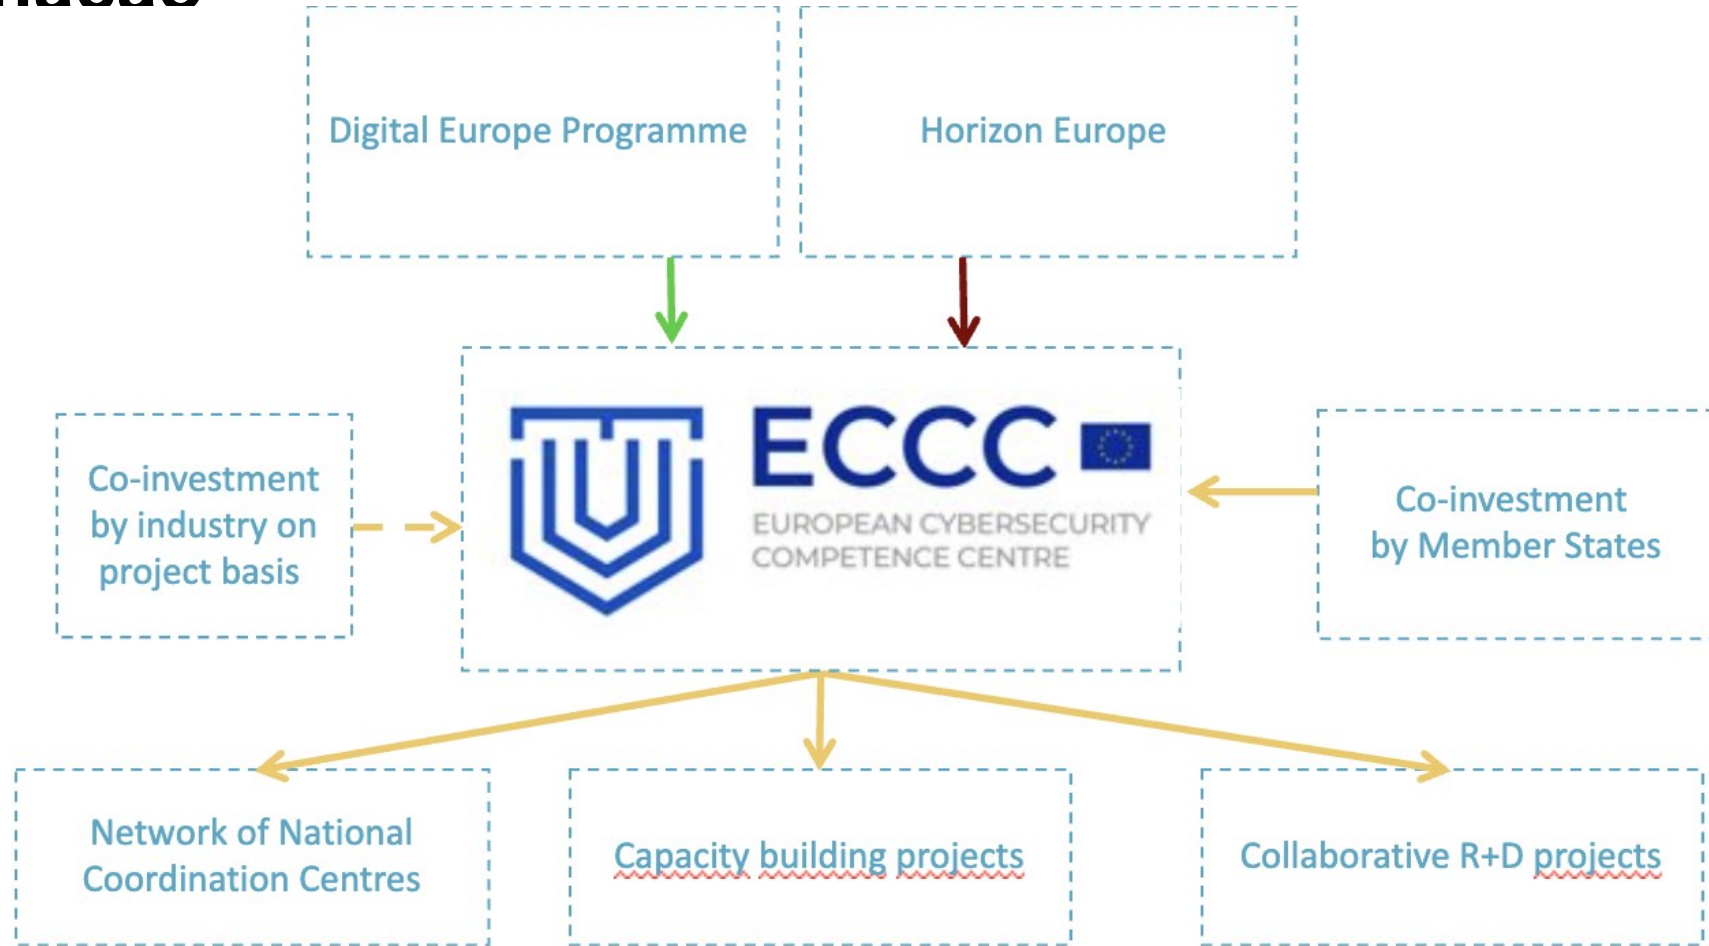 Digital Europe Programme
Horizon Europe
ECCC
EUROPEAN CYBERSECURITY
COMPETENCE CENTRE
Co-investment
by industry on
project basis
Co-investment
by Member States
Network of National
Coordination Centres
Capacity building projects
Collaborative R+D projects